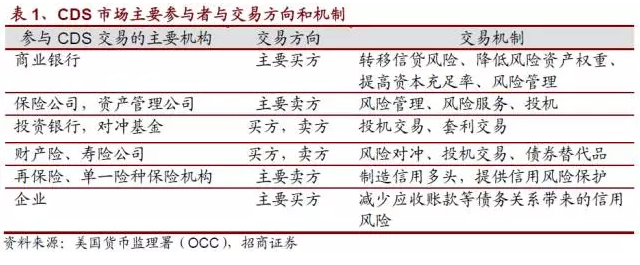 表 1、CDS 市场主要参与者与交易方向和机制
参与 CDS 交易的主要机构 交易方向 交易机制
商业银行 主要买方 转移信贷风险、降低风险资产权重、
提高资本充足率、风险管理
保险公司，资产管理公司 主要卖方 风险管理、风险服务、投机
投资银行，对冲基金 买方，卖方 投机交易、套利交易
财产险、寿险公司 买方，卖方 风险对冲、投机交易、债券替代品
再保险、单一险种保险机构 主要卖方 制造信用多头，提供信用风险保护
企业 主要买方 减少应收账款等债务关系带来的信用
风险
资料来源：美国货币监理署（OCC），招商证券